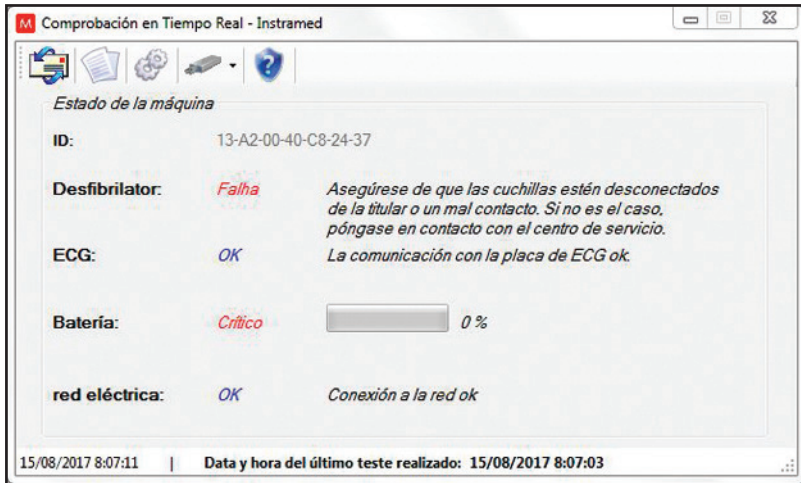 M Comprobación en Tiempo Real - Instramed
Estado de la máquina
ID: 13-A2-00-40-C8-24-37
Desfibrilator: Falha Asegúrese de que las cuchillas estén desconectados
de la titular o un mal contacto. Si no es el caso,
póngase en contacto con el centro de servicio.
ECG: OK La comunicación con la placa de ECG ok.
Batería: Crítico 0 %
red eléctrica: OK Conexión a la red ok
15/08/2017 8:07:11 | Data y hora del último teste realizado: 15/08/2017 8:07:03